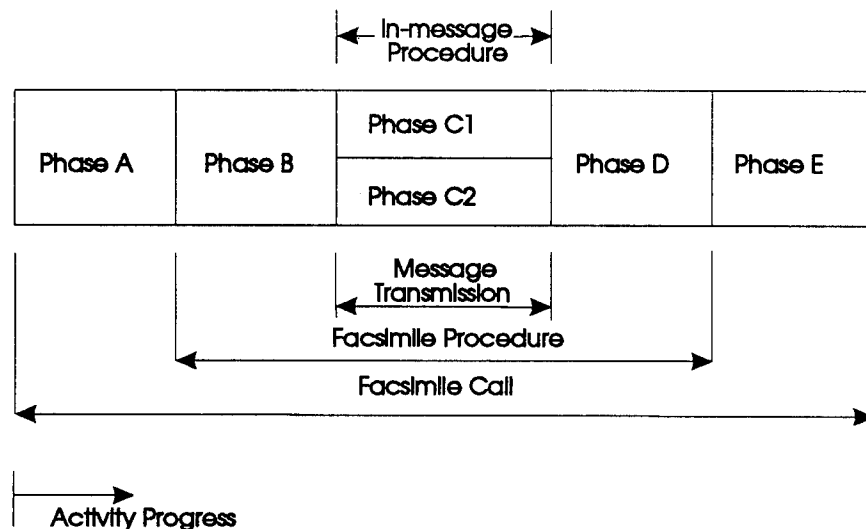 In-message
Procedure
Phase A
Phase B
Phase C1
Phase C2
Phase D
Phase E
Message
Transmission
Facsimile Procedure
Facsimile Call
Activity Progress